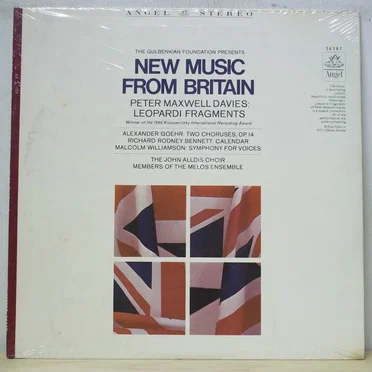 ANGEL STEREO
THE GULBENKIAN FOUNDATION PRESENTS
NEW MUSIC
FROM BRITAIN
PETER MAXWELL DAVIES:
LEOPARDI FRAGMENTS
Winner of the 1966 Koussevitzky International Recording Award
ALEXANDER GOEHR: TWO CHORUSES, OP. 14
RICHARD RODNEY BENNETT: CALENDAR
MALCOLM WILLIAMSON: SYMPHONY FOR VOICES
THE JOHN ALLDIS CHOIR
MEMBERS OF THE MELOS ENSEMBLE
36387
Angel